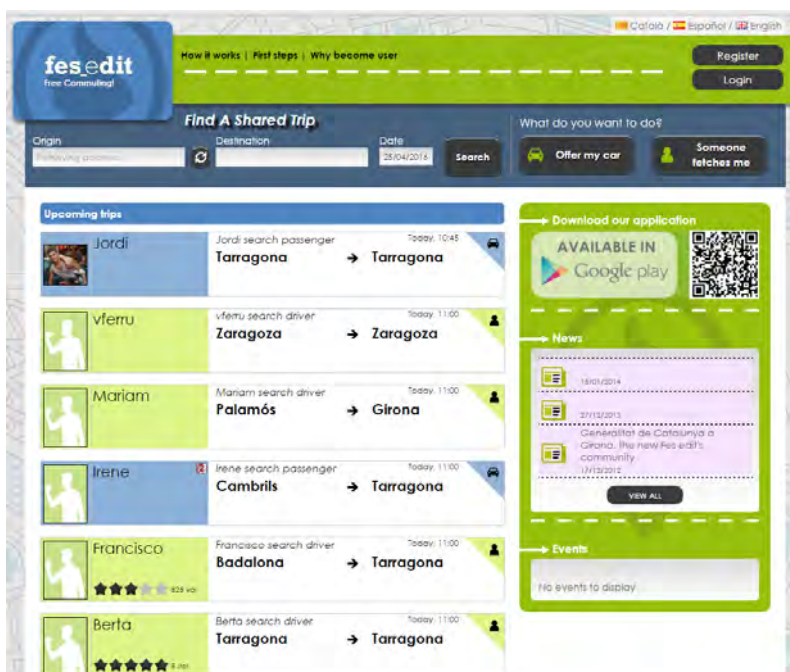 Català / Español / English
fes_edit
Free Commuting!
How it works | First steps | Why become user
Register
Login
Find A Shared Trip
What do you want to do?
Origin
Destination
Date
25/04/2016
Search
Offer my car
Someone
fetches me
Upcoming trips
Jordi
Jordi search passenger
Today, 10:45
Tarragona → Tarragona
vferru
vferru search driver
Today, 11:00
Zaragoza → Zaragoza
Mariam
Mariam search driver
Today, 11:00
Palamós → Girona
Irene
Irene search passenger
Today, 11:00
Cambrils → Tarragona
Francisco
Francisco search driver
Today, 11:00
Badalona → Tarragona
Berta
Berta search driver
Today, 11:00
Tarragona → Tarragona
Download our application
AVAILABLE IN
Google play
News
15/01/2014
27/12/2013
Generalitat de Catalunya a
Girona, the new Fes edit's
community
17/12/2012
VIEW ALL
Events
No events to display